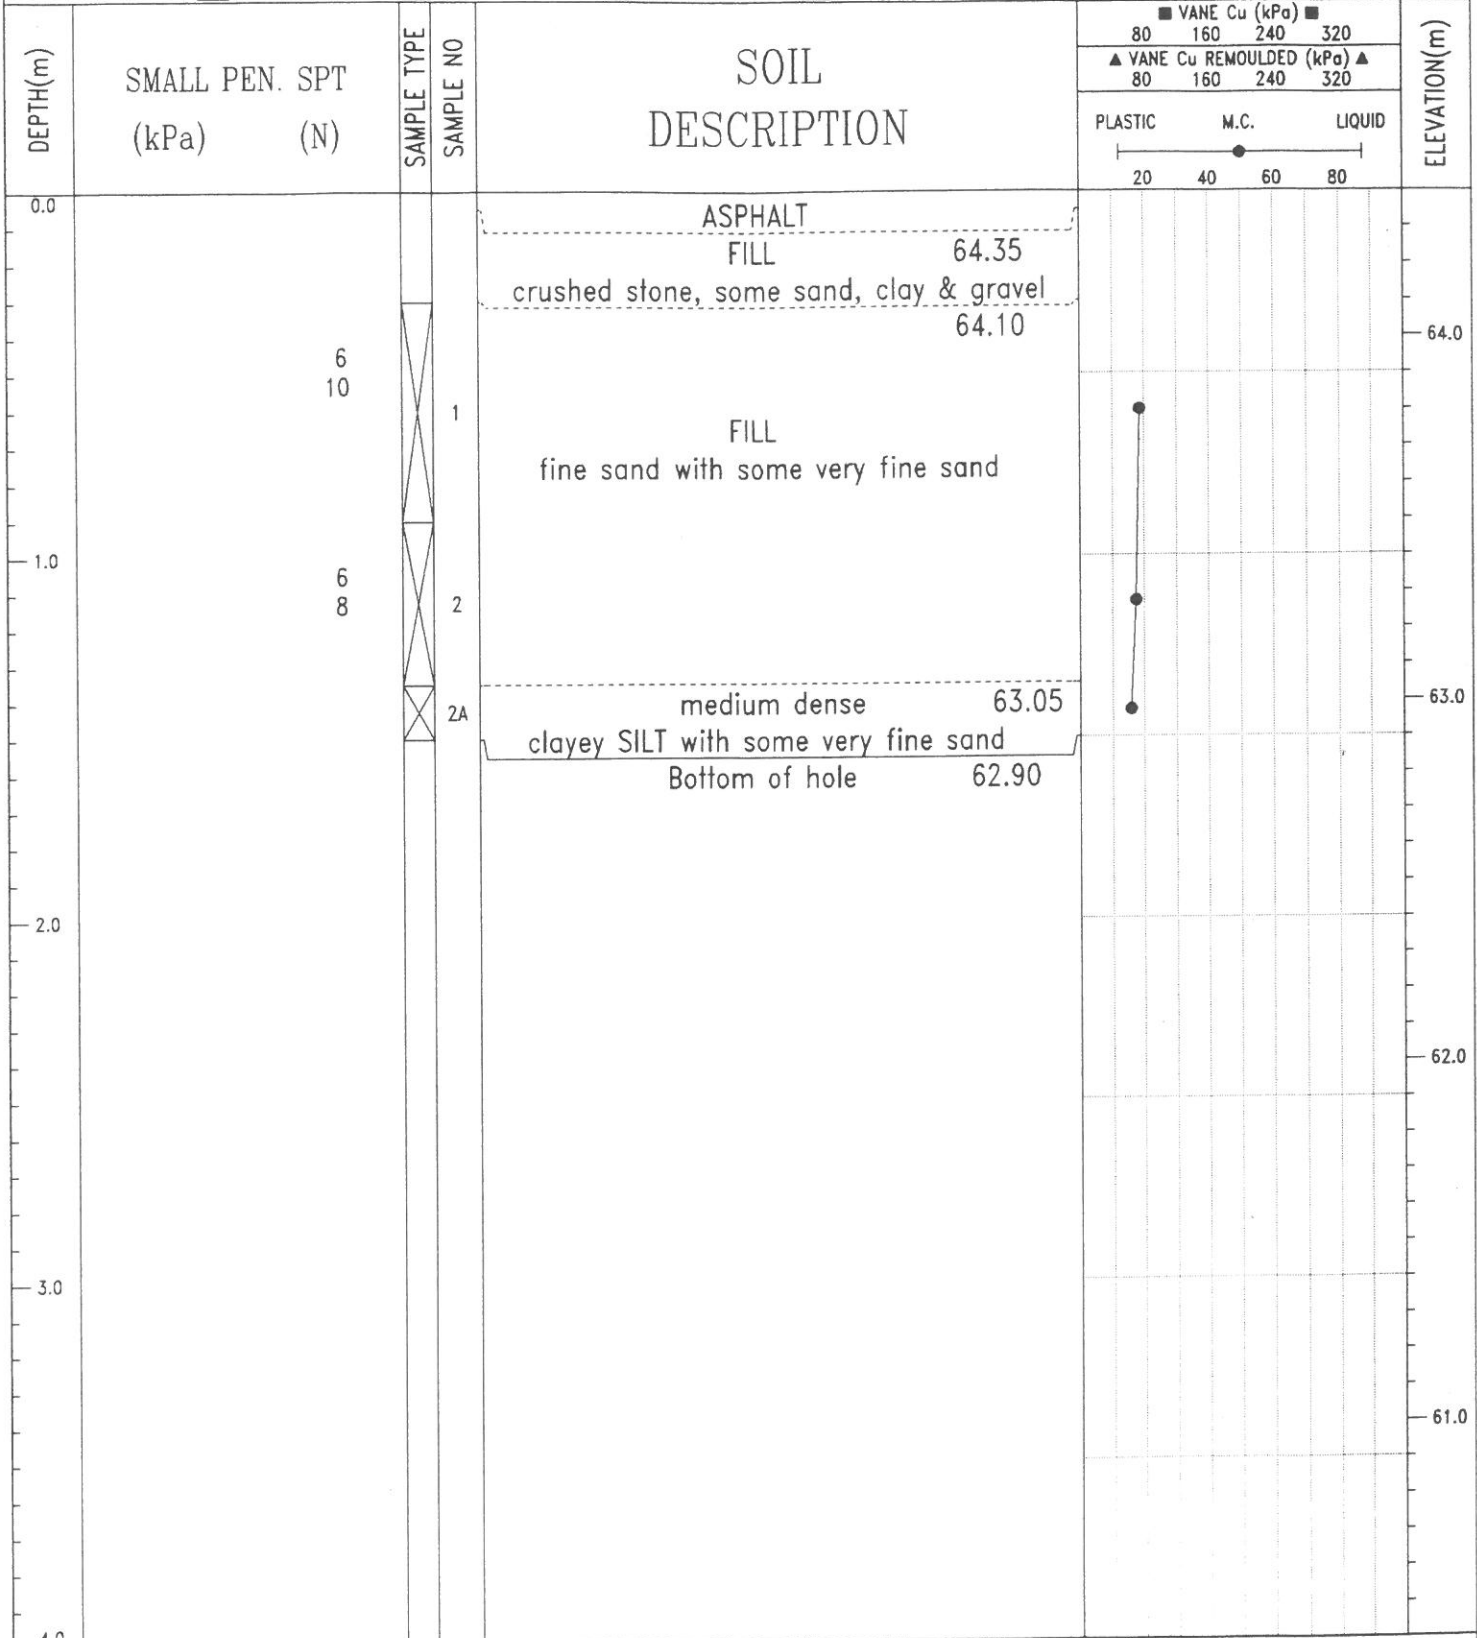 DEPTH(m)
SMALL PEN. SPT
(kPa) (N)
SAMPLE TYPE
SAMPLE NO
SOIL
DESCRIPTION
■ VANE Cu (kPa) ■
80 160 240 320
▲ VANE Cu REMOULDED (kPa) ▲
80 160 240 320
PLASTIC M.C. LIQUID
20 40 60 80
ELEVATION(m)
0.0
ASPHALT
FILL 64.35
crushed stone, some sand, clay & gravel
64.10
64.0
6
10
1
FILL
fine sand with some very fine sand
1.0
6
8
2
medium dense 63.05
63.0
2A
clayey SILT with some very fine sand
Bottom of hole 62.90
2.0
62.0
3.0
61.0